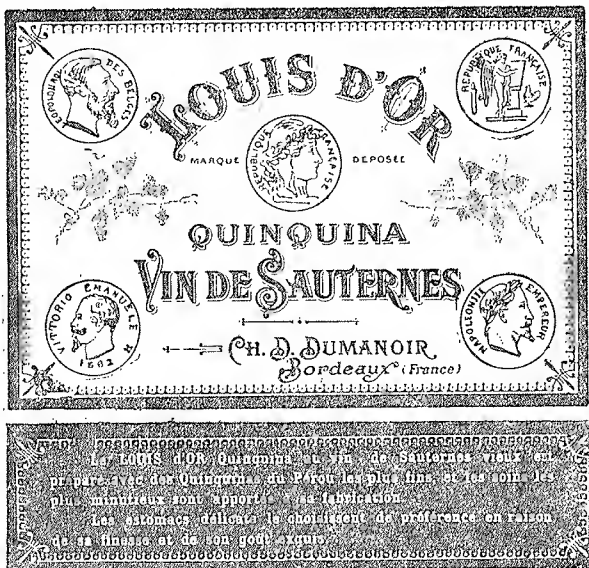 LOUIS D'OR
LEOPOLD II ROI DES BELGES
REPUBLIQUE FRANÇAISE
MARQUE DEPOSEE
REPUBLIQUE FRANÇAISE
QUINQUINA
VIN DE SAUTERNES
VITTORIO EMANUELE II
1862
NAPOLEON III EMPEREUR
CH. D. DUMANOIR
Bordeaux (France)
Le LOUIS d'OR Quinquina au vin de Sauternes vieux est
préparé avec des Quinquinas du Pérou les plus fins et les soins les
plus minutieux sont apportés à sa fabrication.
Les estomacs délicats le choisissent de préférence en raison
de sa finesse et de son goût exquis.